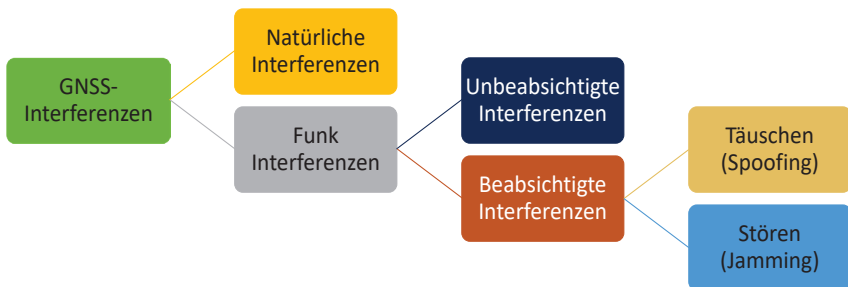 GNSS-
Interferenzen
Natürliche
Interferenzen
Funk
Interferenzen
Unbeabsichtigte
Interferenzen
Beabsichtigte
Interferenzen
Täuschen
(Spoofing)
Stören
(Jamming)